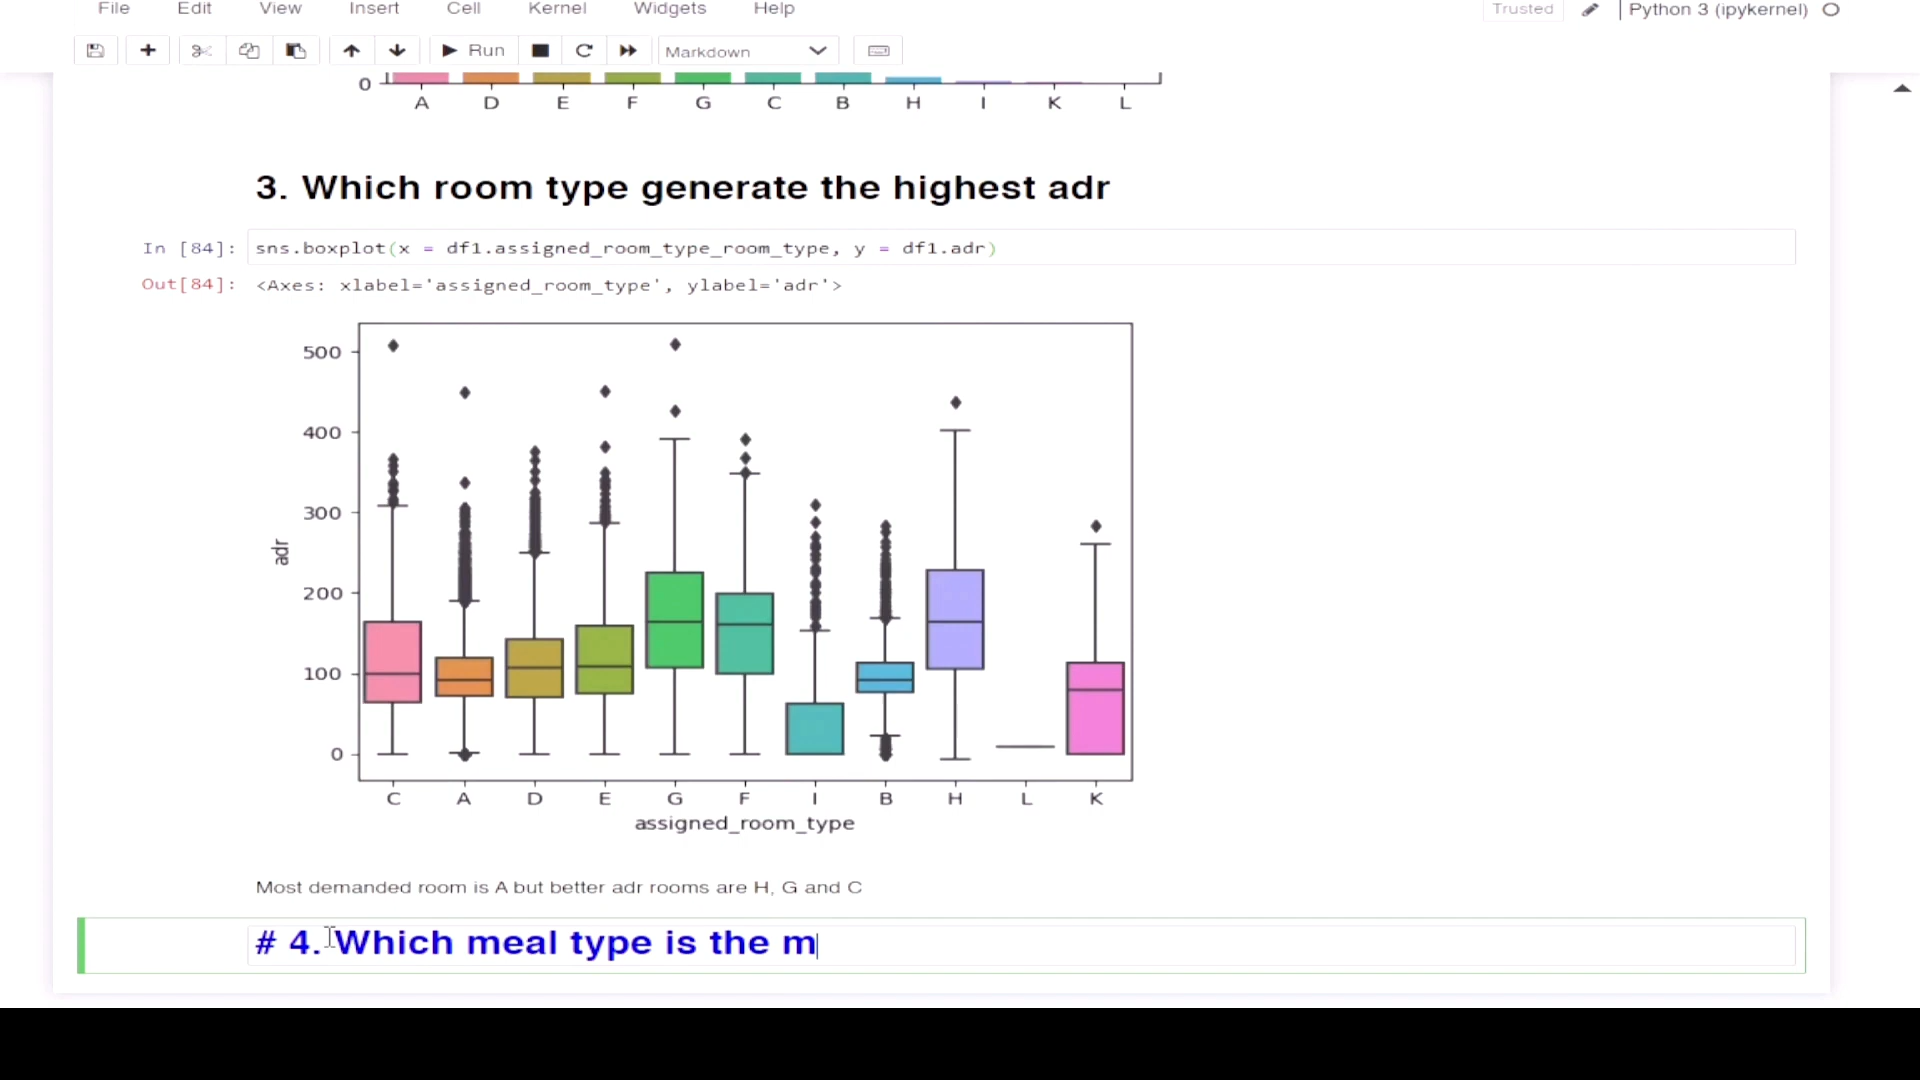 File Edit View Insert Cell Kernel Widgets Help Trusted Python 3 (ipykernel)
Run Markdown
0
A D E F G C B H I K L
3. Which room type generate the highest adr
In [84]: sns.boxplot(x = df1.assigned_room_type_room_type, y = df1.adr)
Out[84]: <Axes: xlabel='assigned_room_type', ylabel='adr'>
500
400
300
adr
200
100
0
C A D E G F I B H L K
assigned_room_type
Most demanded room is A but better adr rooms are H, G and C
# 4. Which meal type is the m